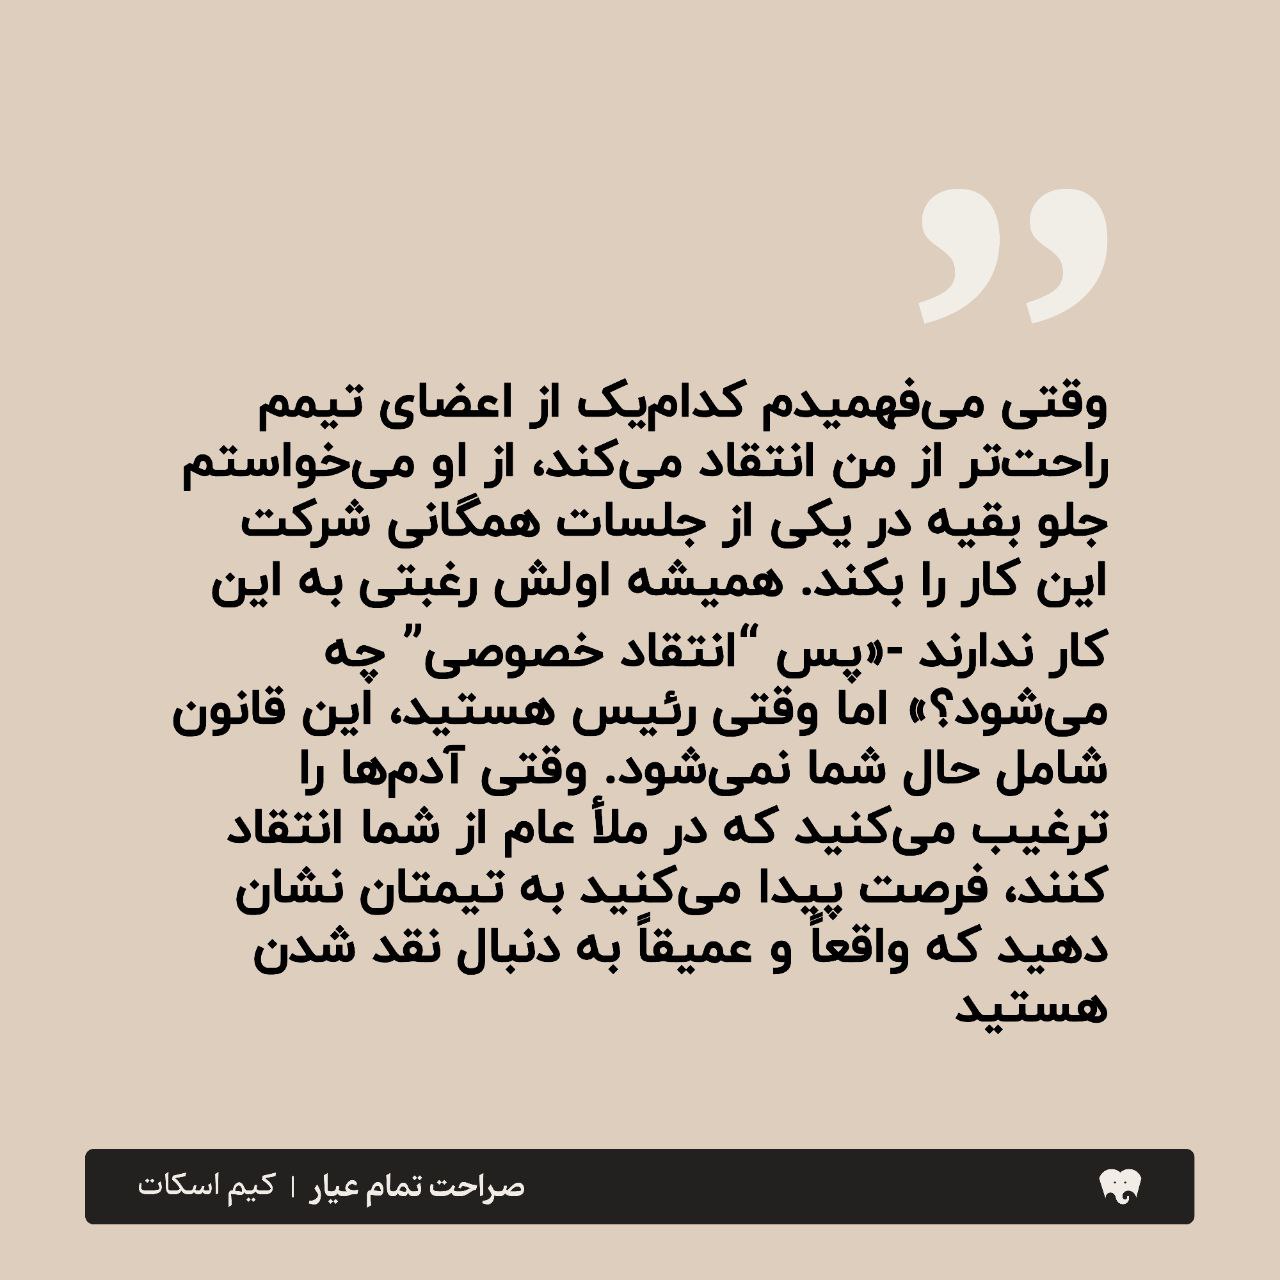 ”
وقتی می‌فهمیدم کدام‌یک از اعضای تیمم
راحت‌تر از من انتقاد می‌کند، از او می‌خواستم
جلو بقیه در یکی از جلسات همگانی شرکت
این کار را بکند. همیشه اولش رغبتی به این
کار ندارند -«پس “انتقاد خصوصی” چه
می‌شود؟» اما وقتی رئیس هستید، این قانون
شامل حال شما نمی‌شود. وقتی آدم‌ها را
ترغیب می‌کنید که در ملأ عام از شما انتقاد
کنند، فرصت پیدا می‌کنید به تیمتان نشان
دهید که واقعاً و عمیقاً به دنبال نقد شدن
هستید
صراحت تمام عیار | کیم اسکات